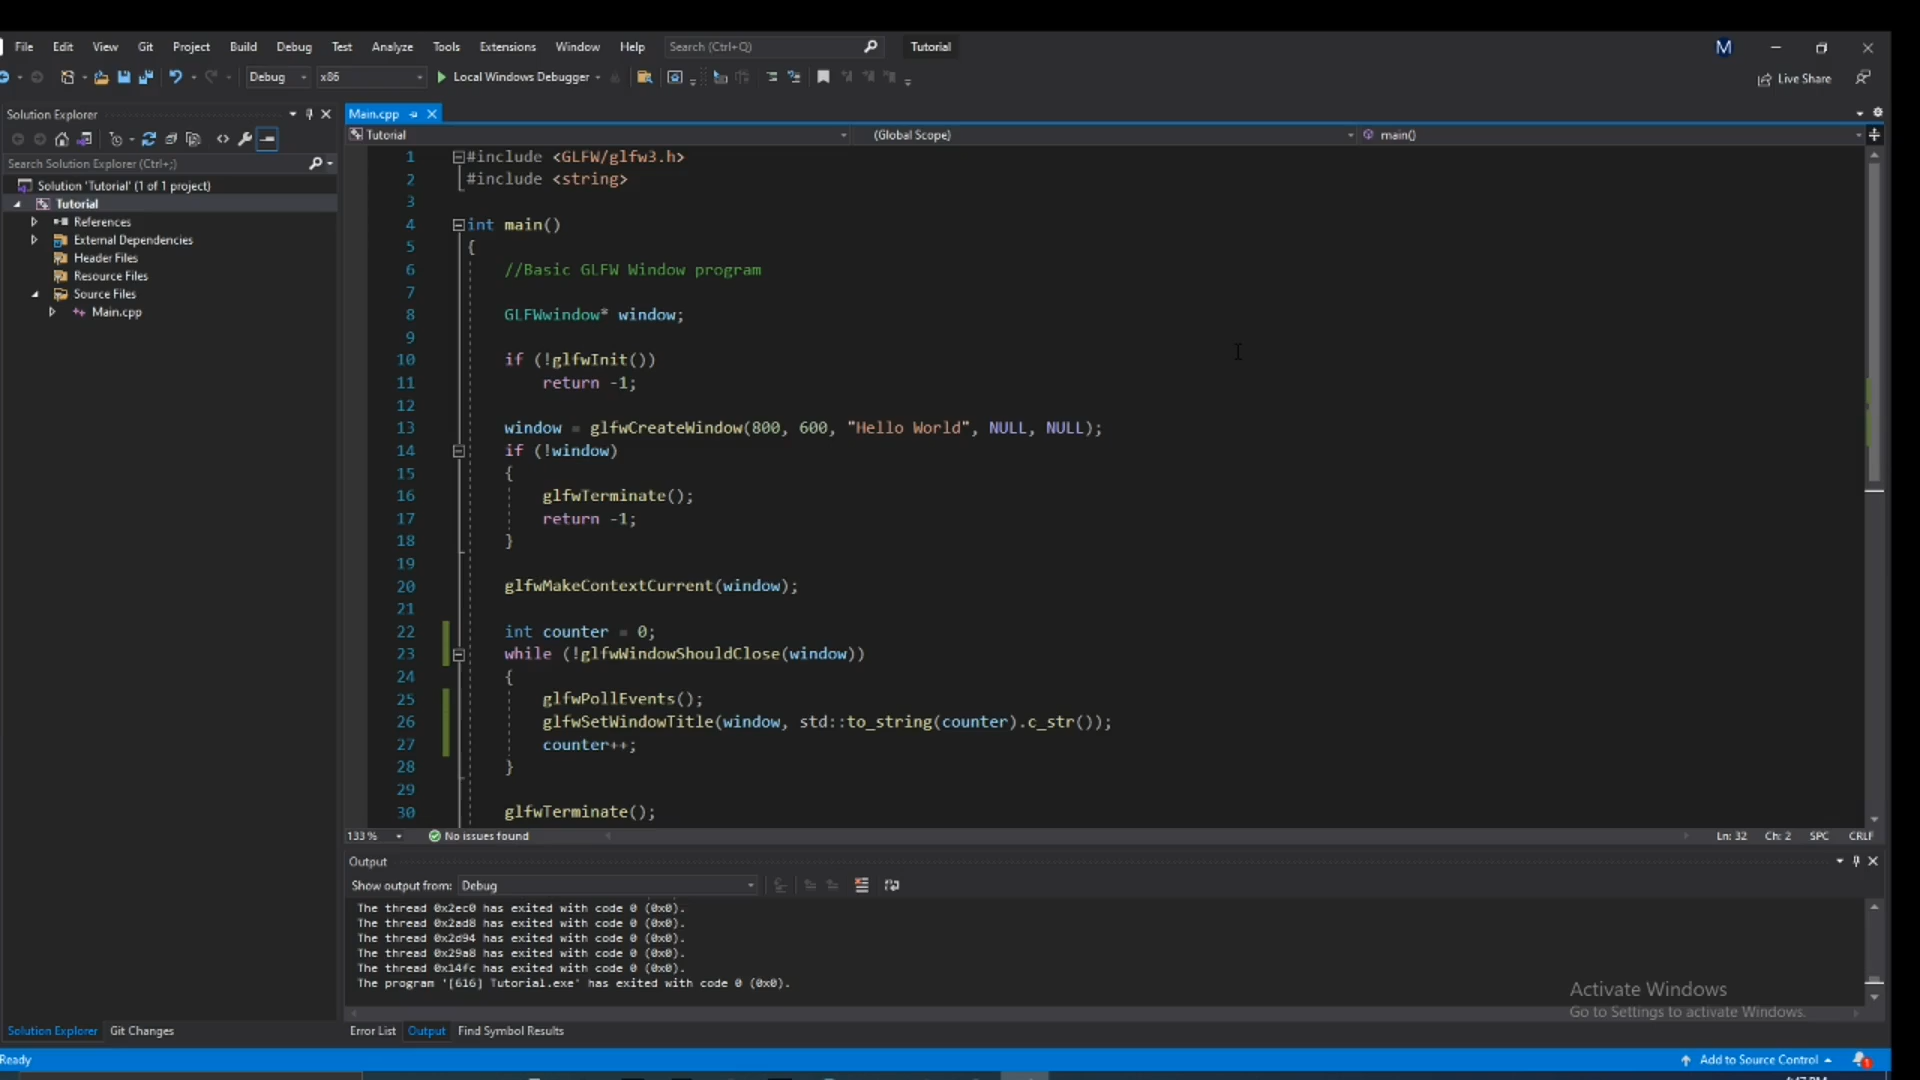 File Edit View Git Project Build Debug Test Analyze Tools Extensions Window Help Search (Ctrl+Q) Tutorial M
Debug x86 Local Windows Debugger Live Share
Solution Explorer
Search Solution Explorer (Ctrl+;)
Solution 'Tutorial' (1 of 1 project)
Tutorial
References
External Dependencies
Header Files
Resource Files
Source Files
Main.cpp
Main.cpp
Tutorial (Global Scope) main()
1 #include <GLFW/glfw3.h>
2 #include <string>
3
4 int main()
5 {
6 //Basic GLFW Window program
7
8 GLFWwindow* window;
9
10 if (!glfwInit())
11 return -1;
12
13 window = glfwCreateWindow(800, 600, "Hello World", NULL, NULL);
14 if (!window)
15 {
16 glfwTerminate();
17 return -1;
18 }
19
20 glfwMakeContextCurrent(window);
21
22 int counter = 0;
23 while (!glfwWindowShouldClose(window))
24 {
25 glfwPollEvents();
26 glfwSetWindowTitle(window, std::to_string(counter).c_str());
27 counter++;
28 }
29
30 glfwTerminate();
133 % No issues found Ln: 32 Ch: 2 SPC CRLF
Output
Show output from: Debug
The thread 0x2ec0 has exited with code 0 (0x0).
The thread 0x2ad8 has exited with code 0 (0x0).
The thread 0x2d94 has exited with code 0 (0x0).
The thread 0x29a8 has exited with code 0 (0x0).
The thread 0x14fc has exited with code 0 (0x0).
The program '[616] Tutorial.exe' has exited with code 0 (0x0).
Activate Windows
Go to Settings to activate Windows.
Solution Explorer Git Changes Error List Output Find Symbol Results
Ready Add to Source Control 1